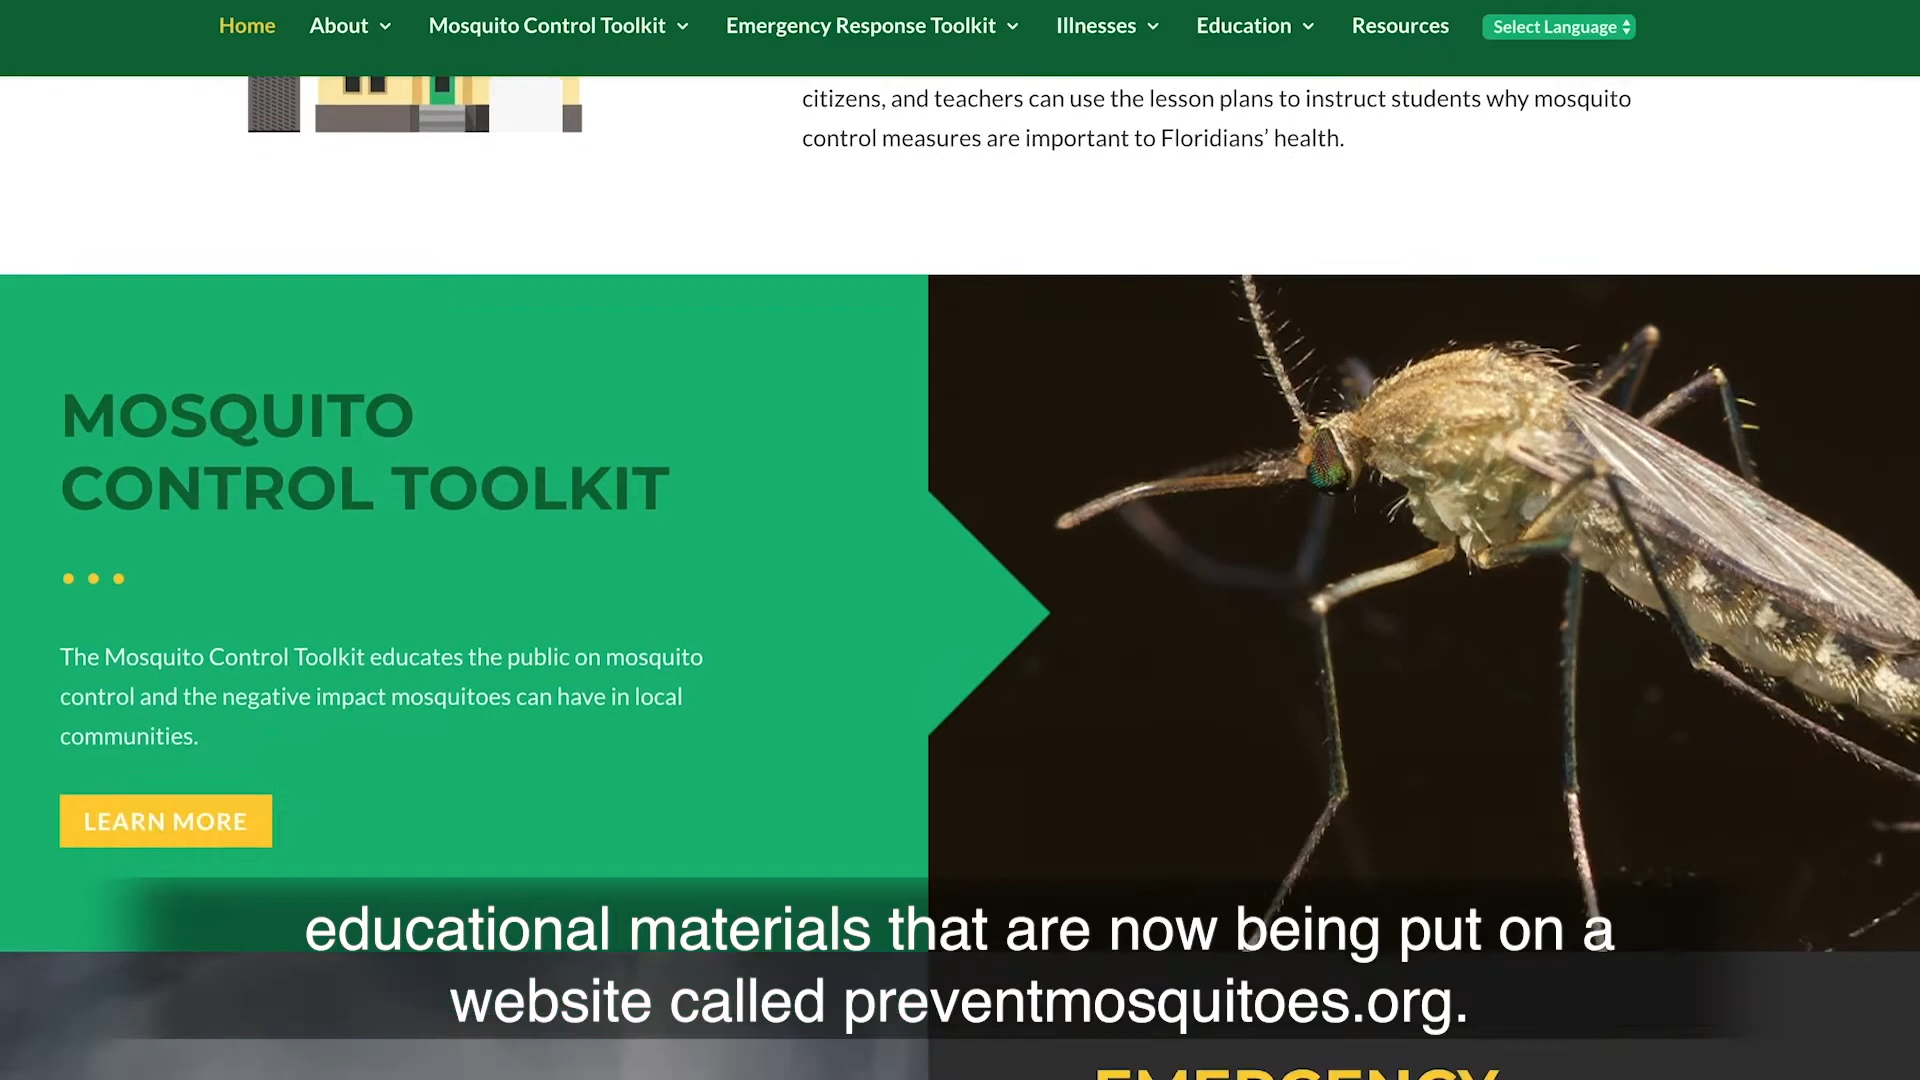 Home About Mosquito Control Toolkit Emergency Response Toolkit Illnesses Education Resources Select Language
citizens, and teachers can use the lesson plans to instruct students why mosquito
control measures are important to Floridians’ health.
MOSQUITO
CONTROL TOOLKIT
The Mosquito Control Toolkit educates the public on mosquito
control and the negative impact mosquitoes can have in local
communities.
LEARN MORE
educational materials that are now being put on a
website called preventmosquitoes.org.
EMERGENCY